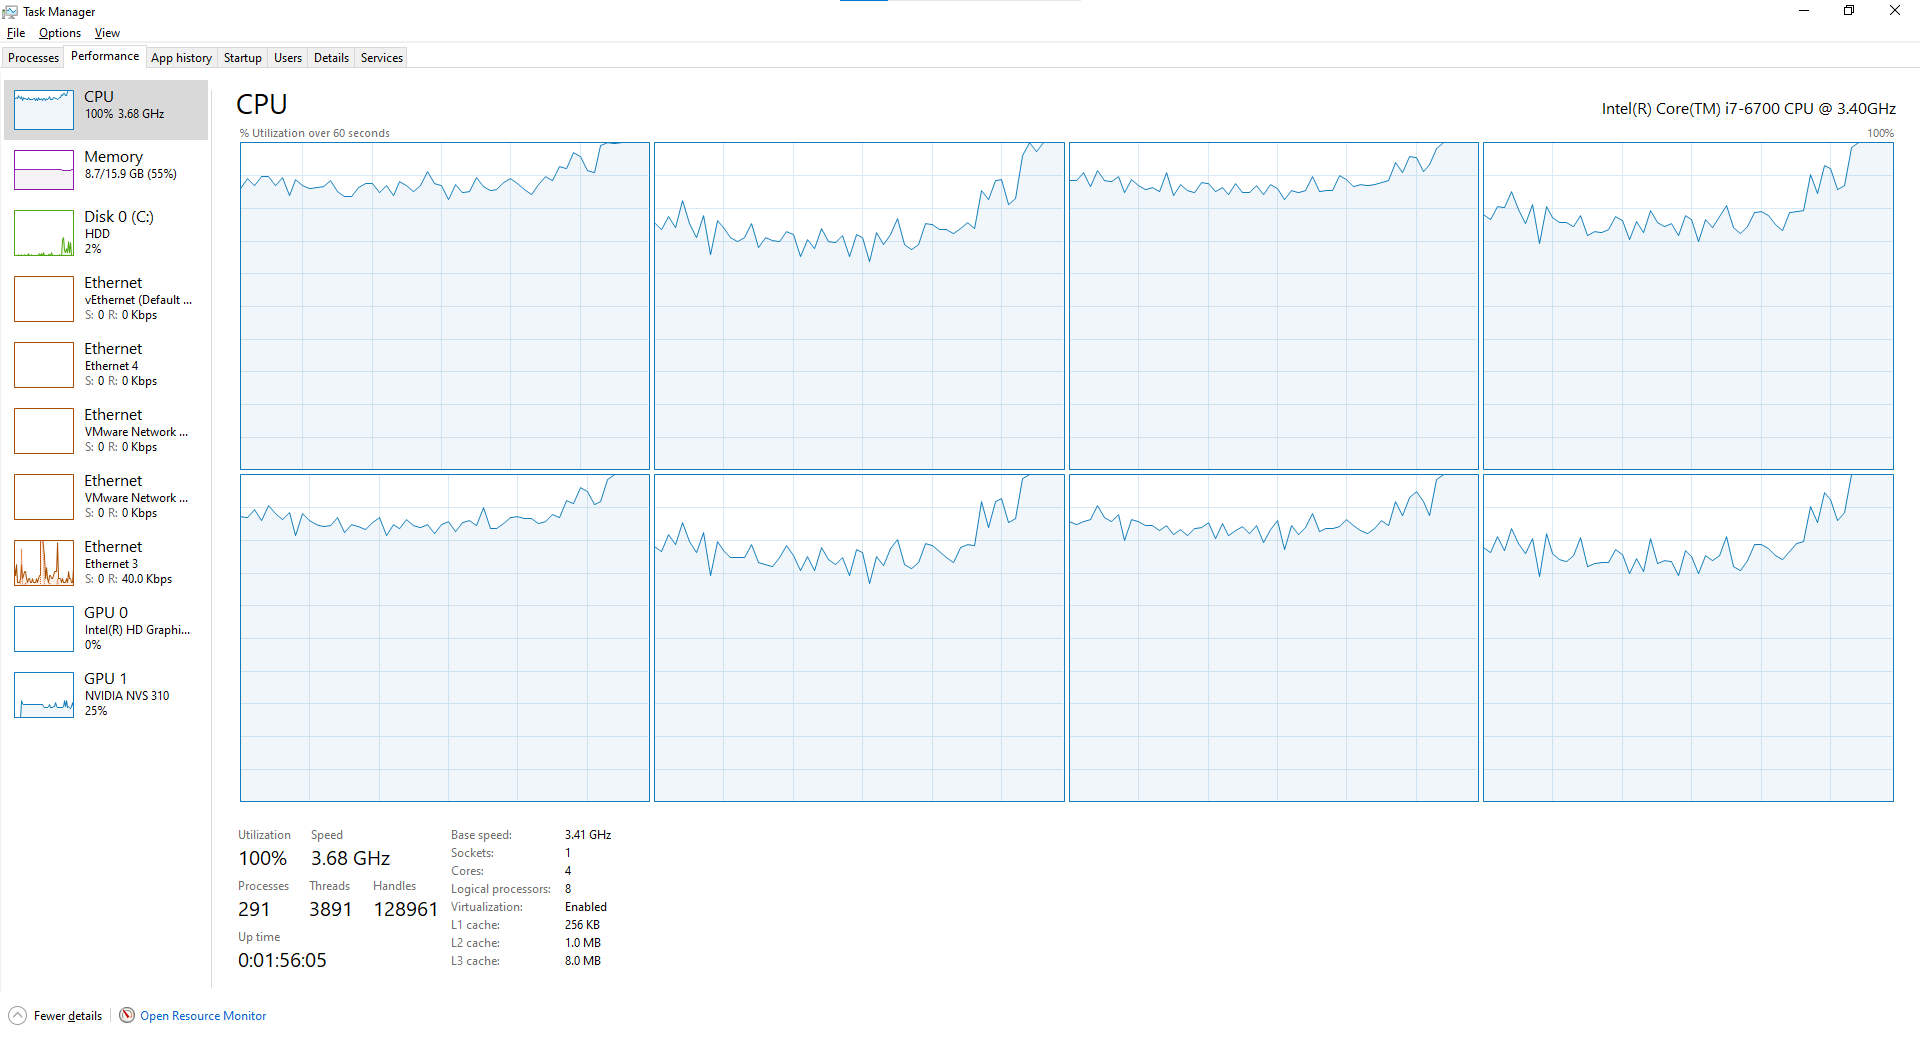 Task Manager
File Options View
Processes Performance App history Startup Users Details Services
CPU
100% 3.68 GHz
Memory
8.7/15.9 GB (55%)
Disk 0 (C:)
HDD
2%
Ethernet
vEthernet (Default ...
S: 0 R: 0 Kbps
Ethernet
Ethernet 4
S: 0 R: 0 Kbps
Ethernet
VMware Network ...
S: 0 R: 0 Kbps
Ethernet
VMware Network ...
S: 0 R: 0 Kbps
Ethernet
Ethernet 3
S: 0 R: 40.0 Kbps
GPU 0
Intel(R) HD Graphi...
0%
GPU 1
NVIDIA NVS 310
25%
CPU
Intel(R) Core(TM) i7-6700 CPU @ 3.40GHz
% Utilization over 60 seconds
100%
Utilization Speed
100% 3.68 GHz
Processes Threads Handles
291 3891 128961
Up time
0:01:56:05
Base speed: 3.41 GHz
Sockets: 1
Cores: 4
Logical processors: 8
Virtualization: Enabled
L1 cache: 256 KB
L2 cache: 1.0 MB
L3 cache: 8.0 MB
Fewer details
Open Resource Monitor